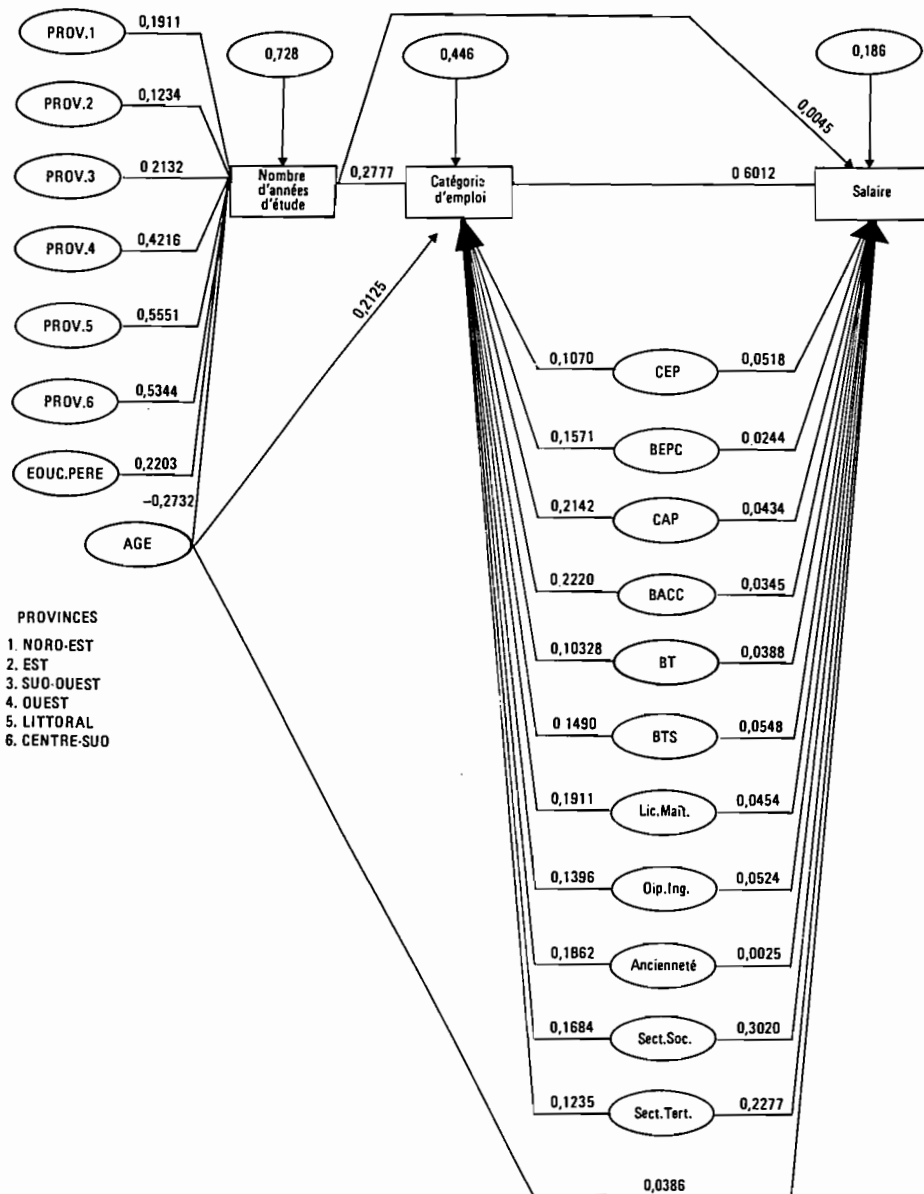 PROV.1
0,1911
0,728
0,446
0,186
PROV.2
0,1234
0,0045
PROV.3
0 2132
Nombre
d'années
d'étude
0,2777
Catégorie
d'emploi
0 6012
Salaire
PROV.4
0,4216
0,2125
PROV.5
0,5551
0,1070
CEP
0,0518
PROV.6
0,5344
0,1571
BEPC
0,0244
EOUC.PERE
0,2203
–0,2732
0,2142
CAP
0,0434
AGE
0,2220
BACC
0,0345
PROVINCES
1. NORO-EST
2. EST
3. SUO-OUEST
4. OUEST
5. LITTORAL
6. CENTRE-SUO
0,10328
BT
0,0388
0 1490
BTS
0,0548
0,1911
Lic.Maît.
0,0454
0,1396
Oip.Ing.
0,0524
0,1862
Ancienneté
0,0025
0,1684
Sect.Soc.
0,3020
0,1235
Sect.Tert.
0,2277
0,0386